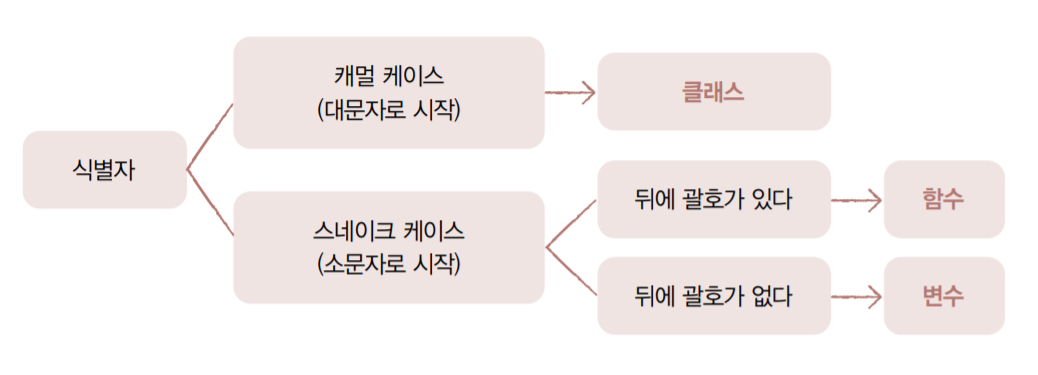 식별자
캐멀 케이스
(대문자로 시작)
클래스
스네이크 케이스
(소문자로 시작)
뒤에 괄호가 있다
함수
뒤에 괄호가 없다
변수